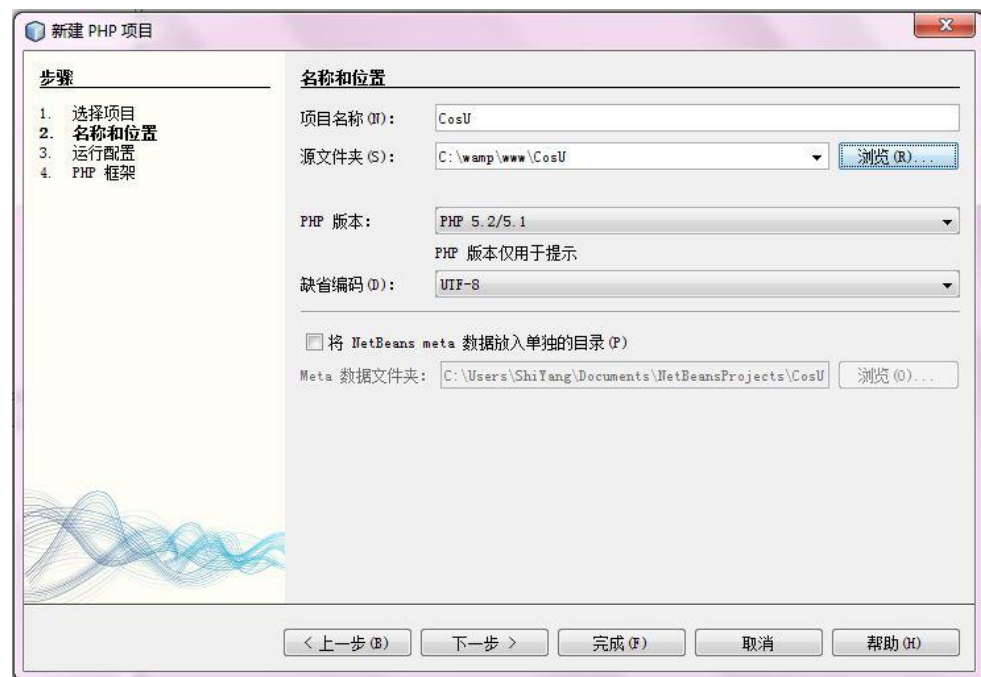 新建 PHP 项目
步骤
1. 选择项目
2. 名称和位置
3. 运行配置
4. PHP 框架
名称和位置
项目名称(N): CosU
源文件夹(S): C:\wamp\www\CosU 浏览(R)...
PHP 版本: PHP 5.2/5.1
PHP 版本仅用于提示
缺省编码(D): UTF-8
将 NetBeans meta 数据放入单独的目录(P)
Meta 数据文件夹: C:\Users\ShiYang\Documents\NetBeansProjects\CosU 浏览(O)...
< 上一步(B) 下一步 > 完成(F) 取消 帮助(H)